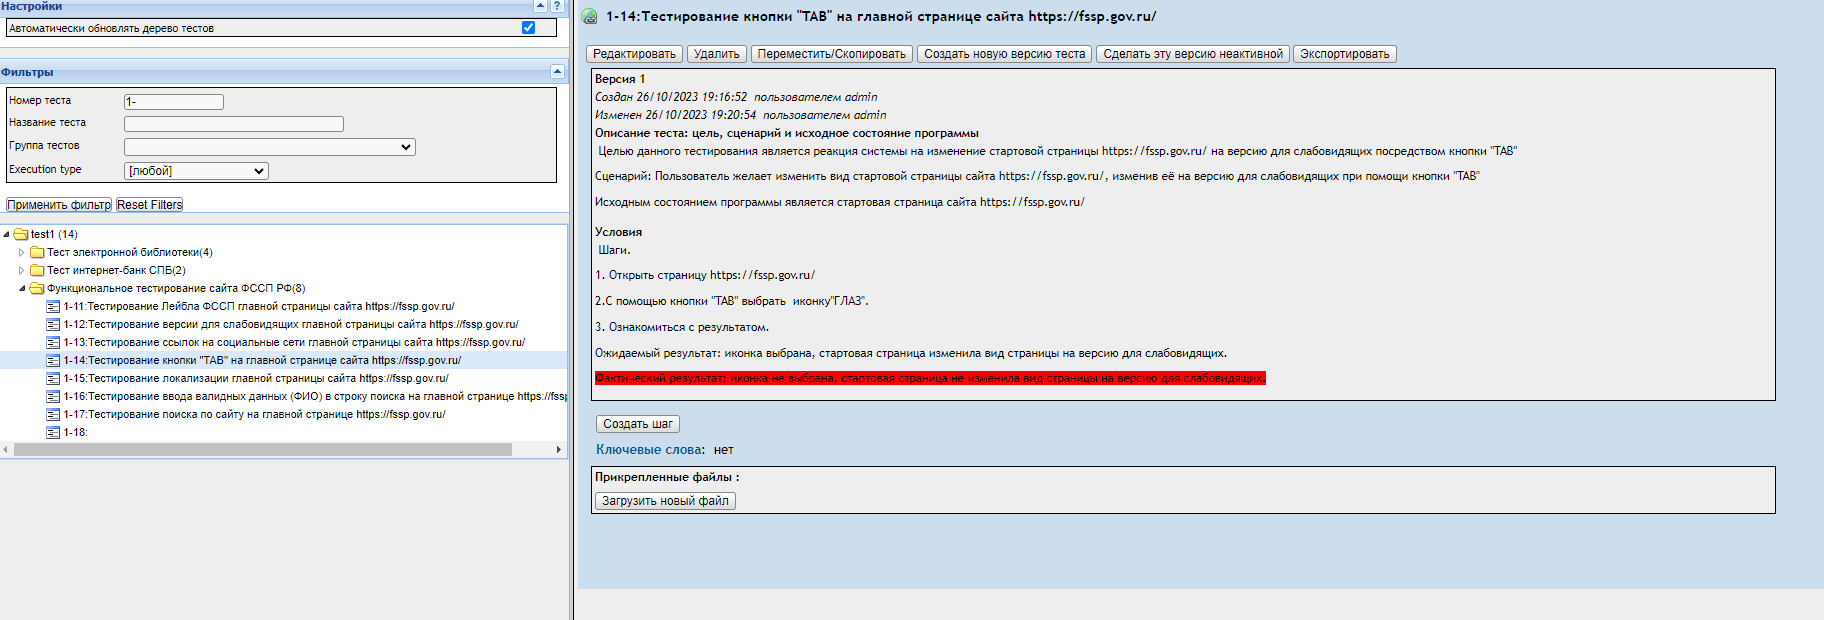 Настройки
?
Автоматически обновлять дерево тестов
Фильтры
Номер теста 1-
Название теста
Группа тестов
Execution type [любой]
Применить фильтр Reset Filters
test1 (14)
Тест электронной библиотеки(4)
Тест интернет-банк СПБ(2)
Функциональное тестирование сайта ФССП РФ(8)
1-11:Тестирование Лейбла ФССП главной страницы сайта https://fssp.gov.ru/
1-12:Тестирование версии для слабовидящих главной страницы сайта https://fssp.gov.ru/
1-13:Тестирование ссылок на социальные сети главной страницы сайта https://fssp.gov.ru/
1-14:Тестирование кнопки "TAB" на главной странице сайта https://fssp.gov.ru/
1-15:Тестирование локализации главной страницы сайта https://fssp.gov.ru/
1-16:Тестирование ввода валидных данных (ФИО) в строку поиска на главной странице https://fssp
1-17:Тестирование поиска по сайту на главной странице https://fssp.gov.ru/
1-18:
1-14:Тестирование кнопки "TAB" на главной странице сайта https://fssp.gov.ru/
Редактировать Удалить Переместить/Скопировать Создать новую версию теста Сделать эту версию неактивной Экспортировать
Версия 1
Создан 26/10/2023 19:16:52 пользователем admin
Изменен 26/10/2023 19:20:54 пользователем admin
Описание теста: цель, сценарий и исходное состояние программы
Целью данного тестирования является реакция системы на изменение стартовой страницы https://fssp.gov.ru/ на версию для слабовидящих посредством кнопки "TAB"
Сценарий: Пользователь желает изменить вид стартовой страницы сайта https://fssp.gov.ru/, изменив её на версию для слабовидящих при помощи кнопки "TAB"
Исходным состоянием программы является стартовая страница сайта https://fssp.gov.ru/
Условия
Шаги.
1. Открыть страницу https://fssp.gov.ru/
2.С помощью кнопки "TAB" выбрать иконку"ГЛАЗ".
3. Ознакомиться с результатом.
Ожидаемый результат: иконка выбрана, стартовая страница изменила вид страницы на версию для слабовидящих.
Фактический результат: иконка не выбрана, стартовая страница не изменила вид страницы на версию для слабовидящих.
Создать шаг
Ключевые слова: нет
Прикрепленные файлы :
Загрузить новый файл